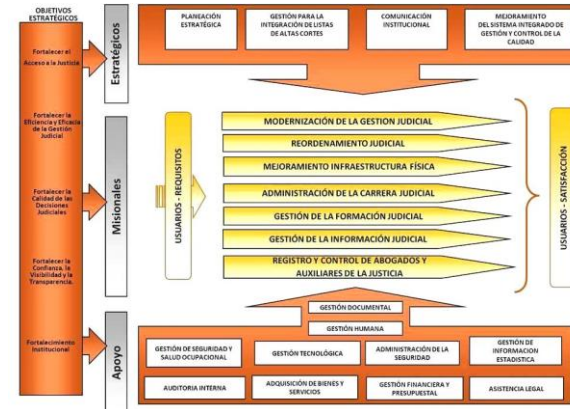 OBJETIVOS
ESTRATÉGICOS
Fortalecer el
Acceso a la Justicia
Fortalecer la
Eficiencia y Eficacia
de la Gestión
Judicial
Fortalecer la
Calidad de las
Decisiones
Judiciales
Fortalecer la
Confianza, la
Visibilidad y la
Transparencia.
Fortalecimiento
Institucional
Estratégicos
Misionales
Apoyo
PLANEACIÓN
ESTRATÉGICA
GESTIÓN PARA LA
INTEGRACIÓN DE LISTAS
DE ALTAS CORTES
COMUNICACIÓN
INSTITUCIONAL
MEJORAMIENTO
DEL SISTEMA INTEGRADO DE
GESTIÓN Y CONTROL DE LA
CALIDAD
USUARIOS - REQUISITOS
MODERNIZACIÓN DE LA GESTION JUDICIAL
REORDENAMIENTO JUDICIAL
MEJORAMIENTO INFRAESTRUCTURA FÍSICA
ADMINISTRACIÓN DE LA CARRERA JUDICIAL
GESTIÓN DE LA FORMACIÓN JUDICIAL
GESTIÓN DE LA INFORMACIÓN JUDICIAL
REGISTRO Y CONTROL DE ABOGADOS Y
AUXILIARES DE LA JUSTICIA
USUARIOS - SATISFACCIÓN
GESTIÓN DOCUMENTAL
GESTIÓN HUMANA
GESTIÓN DE SEGURIDAD Y
SALUD OCUPACIONAL
GESTIÓN TECNOLÓGICA
ADMINISTRACIÓN DE LA
SEGURIDAD
GESTIÓN DE
INFORMACION
ESTADISTICA
AUDITORIA INTERNA
ADQUISICIÓN DE BIENES Y
SERVICIOS
GESTIÓN FINANCIERA Y
PRESUPUESTAL
ASISTENCIA LEGAL